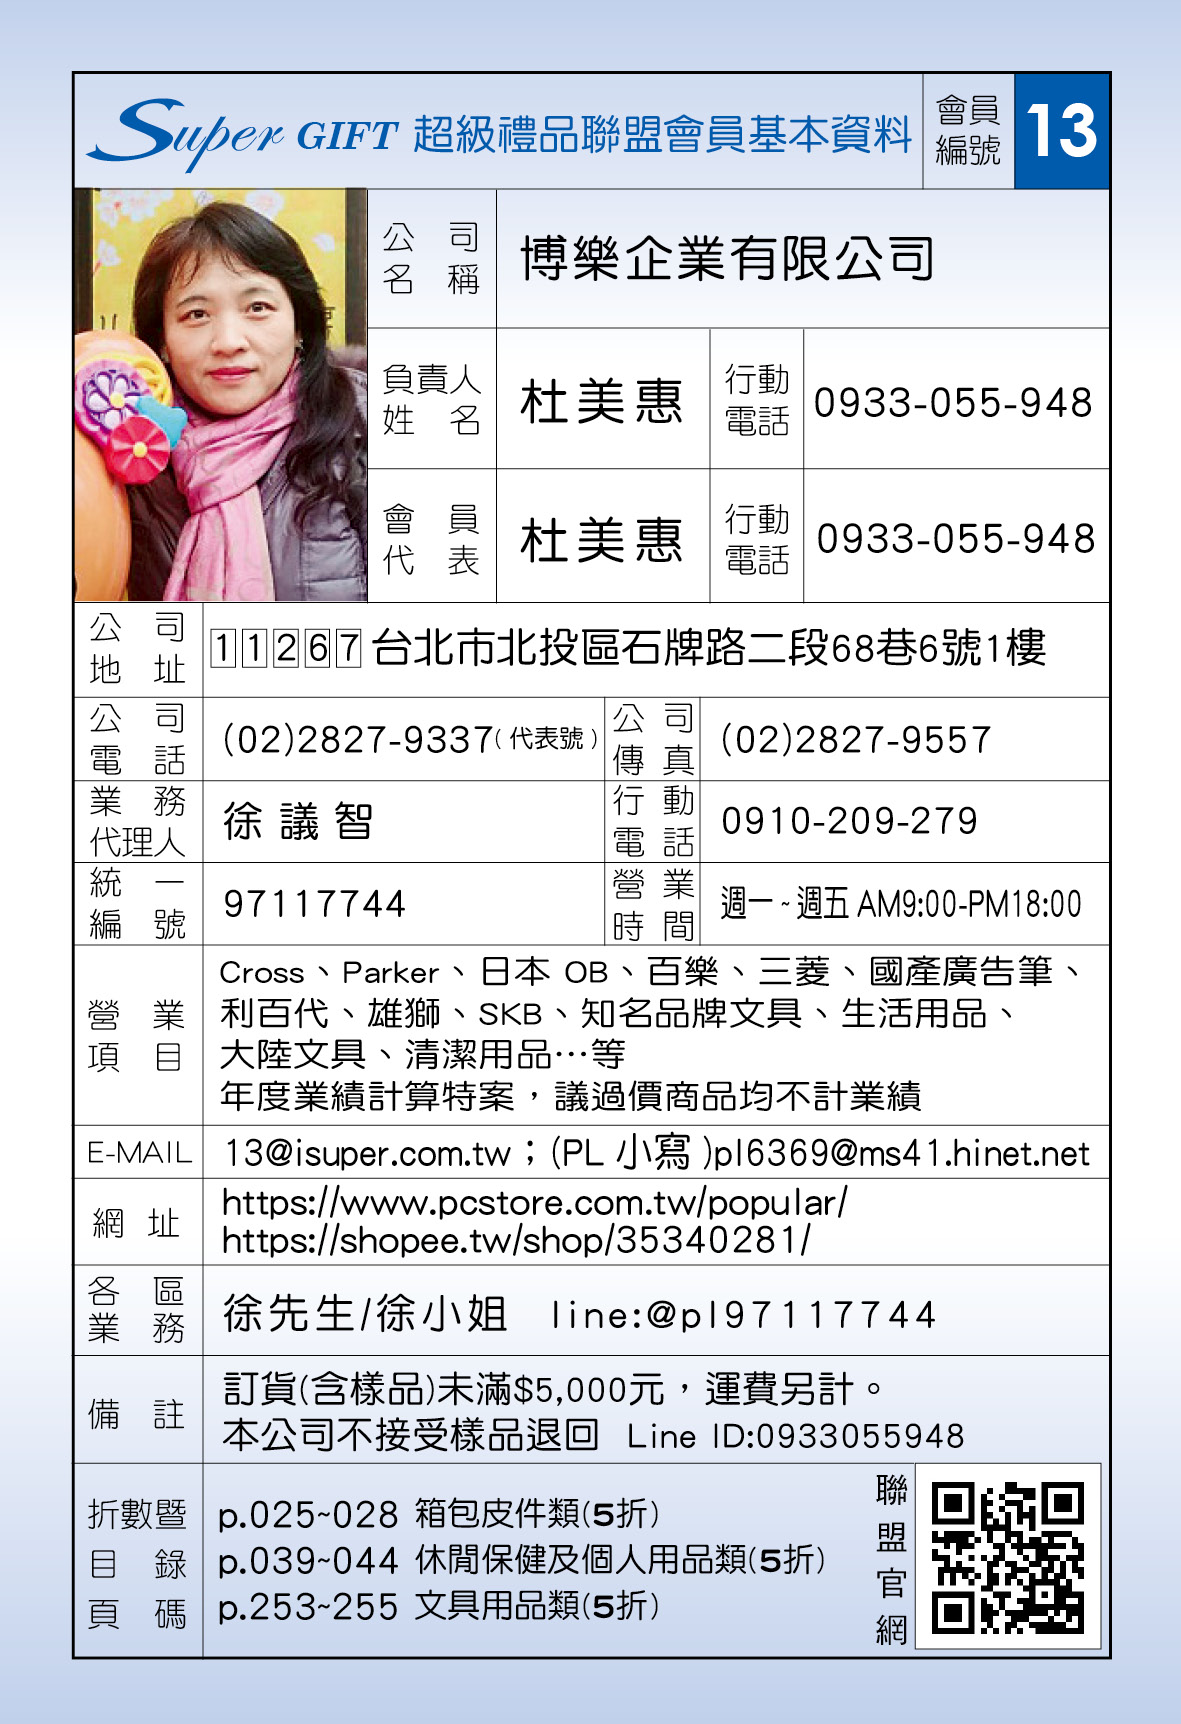 Super GIFT 超級禮品聯盟會員基本資料
會員
編號
13
公司
名稱
博樂企業有限公司
負責人
姓名
杜美惠
行動
電話
0933-055-948
會員
代表
杜美惠
行動
電話
0933-055-948
公司
地址
11267 台北市北投區石牌路二段68巷6號1樓
公司
電話
(02)2827-9337(代表號)
公司
傳真
(02)2827-9557
業務
代理人
徐議智
行動
電話
0910-209-279
統一
編號
97117744
營業
時間
週一~週五 AM9:00-PM18:00
營業
項目
Cross、Parker、日本 OB、百樂、三菱、國產廣告筆、
利百代、雄獅、SKB、知名品牌文具、生活用品、
大陸文具、清潔用品…等
年度業績計算特案，議過價商品均不計業績
E-MAIL
13@isuper.com.tw；(PL 小寫 )pl6369@ms41.hinet.net
網址
https://www.pcstore.com.tw/popular/
https://shopee.tw/shop/35340281/
各區
業務
徐先生/徐小姐 line:@pl97117744
備註
訂貨(含樣品)未滿$5,000元，運費另計。
本公司不接受樣品退回 Line ID:0933055948
折數暨
目錄
頁碼
p.025~028 箱包皮件類(5折)
p.039~044 休閒保健及個人用品類(5折)
p.253~255 文具用品類(5折)
聯
盟
官
網